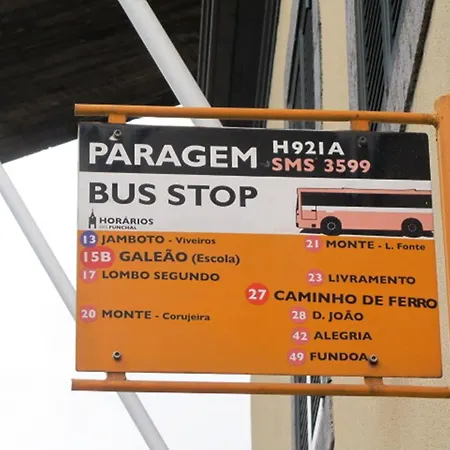 PARAGEM H921A
SMS 3599
BUS STOP
HORÁRIOS
DO FUNCHAL
13 JAMBOTO - Viveiros
15B GALEÃO (Escola)
17 LOMBO SEGUNDO
20 MONTE - Corujeira
21 MONTE - L. Fonte
23 LIVRAMENTO
27 CAMINHO DE FERRO
28 D. JOÃO
42 ALEGRIA
49 FUNDOA